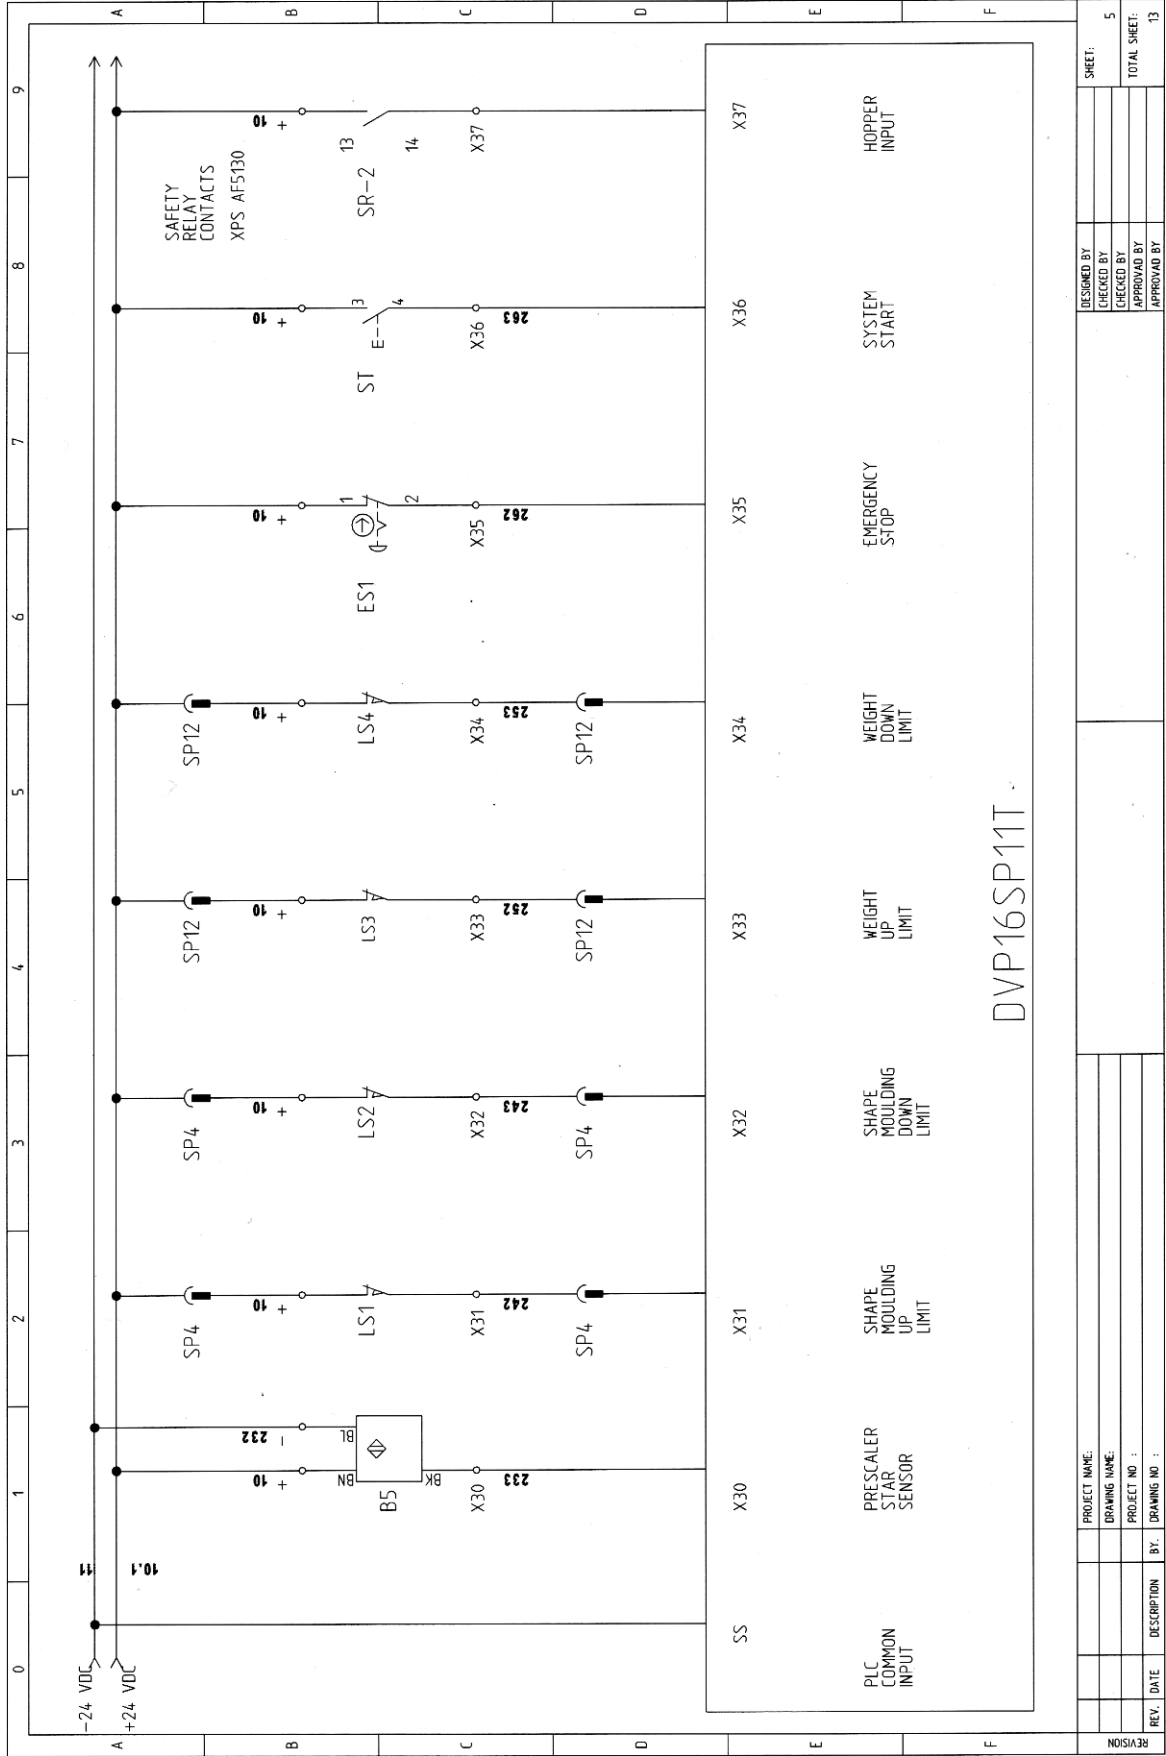 0 1 2 3 4 5 6 7 8 9
A
B
C
D
E
F
-24 VDC
+24 VDC
11
10.1
SAFETY
RELAY
CONTACTS
XPS AF5130
SP4 SP4 SP12 SP12
10 232 10 10 10 10 10 10 10
+ - + + + + + + +
BN BL
B5
BK
LS1 LS2 LS3 LS4
ES1 1 2
ST E 3 4
SR-2 13 14
X30 X31 X32 X33 X34 X35 X36 X37
233 242 243 252 253 262 263
SP4 SP4 SP12 SP12
SS X30 X31 X32 X33 X34 X35 X36 X37
PLC
COMMON
INPUT
PRESCALER
STAR
SENSOR
SHAPE
MOULDING
UP
LIMIT
SHAPE
MOULDING
DOWN
LIMIT
WEIGHT
UP
LIMIT
WEIGHT
DOWN
LIMIT
EMERGENCY
STOP
SYSTEM
START
HOPPER
INPUT
DVP16SP11T
A
B
C
D
E
F
REVISION
REV. DATE DESCRIPTION BY.
PROJECT NAME:
DRAWING NAME:
PROJECT NO :
DRAWING NO :
DESIGNED BY
CHECKED BY
CHECKED BY
APPROVAD BY
APPROVAD BY
SHEET: 5
TOTAL SHEET: 13